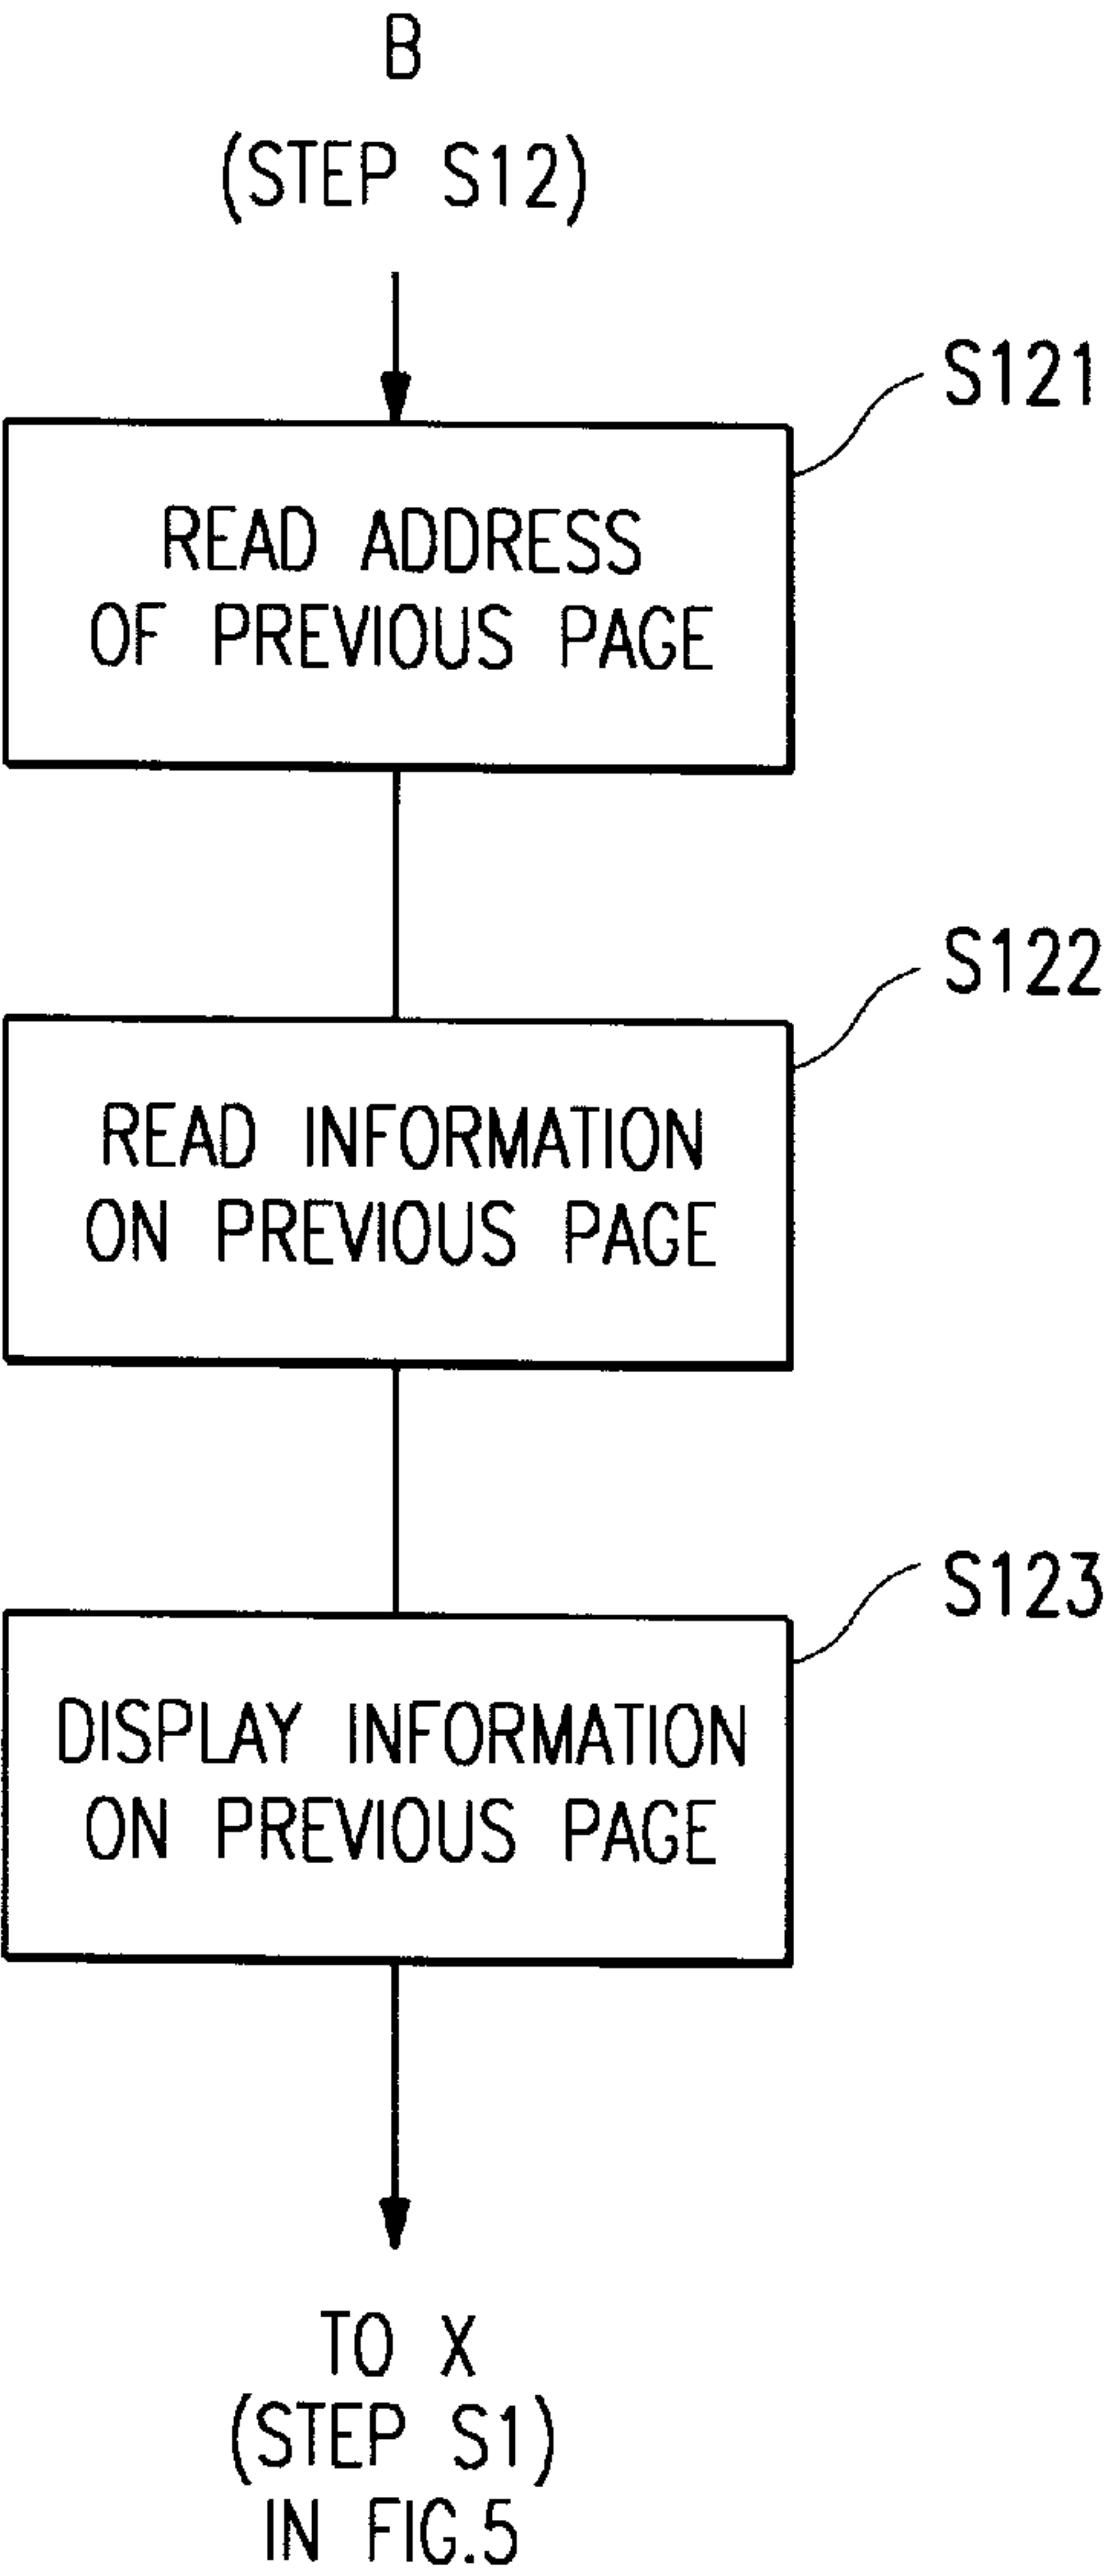 B
(STEP S12)
S121
READ ADDRESS
OF PREVIOUS PAGE
S122
READ INFORMATION
ON PREVIOUS PAGE
S123
DISPLAY INFORMATION
ON PREVIOUS PAGE
TO X
(STEP S1)
IN FIG.5